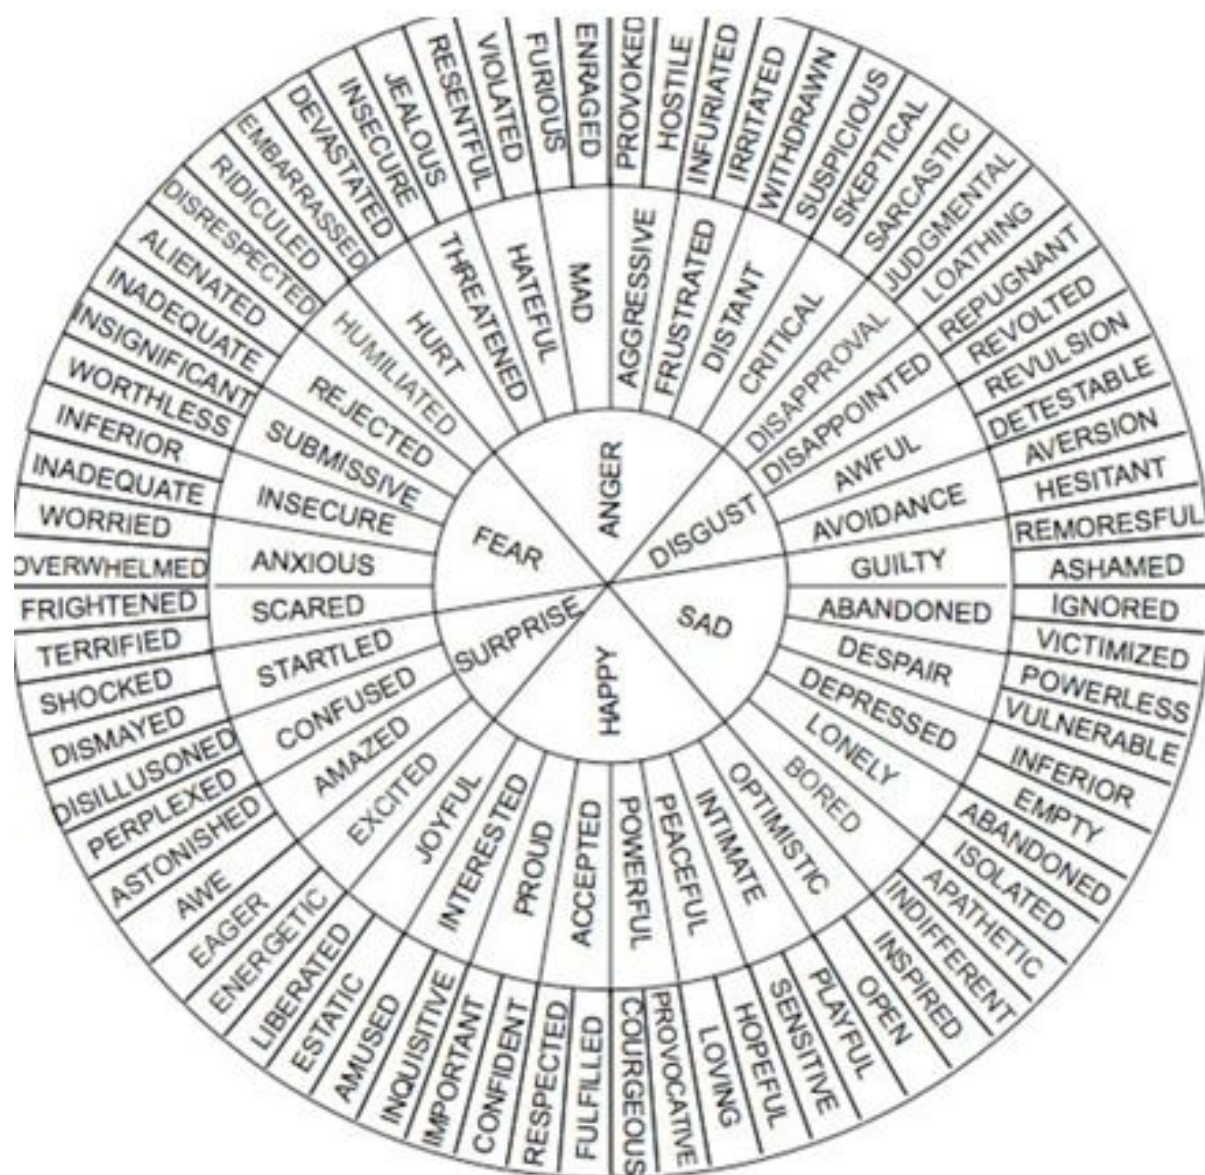 ANGER
DISGUST
SAD
HAPPY
SURPRISE
FEAR
MAD
AGGRESSIVE
FRUSTRATED
DISTANT
CRITICAL
DISAPPROVAL
DISAPPOINTED
AWFUL
AVOIDANCE
GUILTY
ABANDONED
DESPAIR
DEPRESSED
LONELY
BORED
OPTIMISTIC
INTIMATE
PEACEFUL
POWERFUL
ACCEPTED
PROUD
INTERESTED
JOYFUL
EXCITED
AMAZED
CONFUSED
STARTLED
SCARED
ANXIOUS
INSECURE
SUBMISSIVE
REJECTED
HUMILIATED
HURT
THREATENED
HATEFUL
ENRAGED
PROVOKED
HOSTILE
INFURIATED
IRRITATED
WITHDRAWN
SUSPICIOUS
SKEPTICAL
SARCASTIC
JUDGMENTAL
LOATHING
REPUGNANT
REVOLTED
REVULSION
DETESTABLE
AVERSION
HESITANT
REMORESFUL
ASHAMED
IGNORED
VICTIMIZED
POWERLESS
VULNERABLE
INFERIOR
EMPTY
ABANDONED
ISOLATED
APATHETIC
INDIFFERENT
INSPIRED
OPEN
PLAYFUL
SENSITIVE
HOPEFUL
LOVING
PROVOCATIVE
COURGEOUS
FULFILLED
RESPECTED
CONFIDENT
IMPORTANT
INQUISITIVE
AMUSED
ESTATIC
LIBERATED
ENERGETIC
EAGER
AWE
ASTONISHED
PERPLEXED
DISILLUSONED
DISMAYED
SHOCKED
TERRIFIED
FRIGHTENED
OVERWHELMED
WORRIED
INADEQUATE
INFERIOR
WORTHLESS
INSIGNIFICANT
INADEQUATE
ALIENATED
DISRESPECTED
RIDICULED
EMBARRASSED
DEVASTATED
INSECURE
JEALOUS
RESENTFUL
VIOLATED
FURIOUS